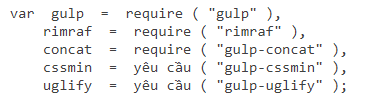 var gulp = require ( "gulp" ),
rimraf = require ( "rimraf" ),
concat = require ( "gulp-concat" ),
cssmin = yêu cầu ( "gulp-cssmin" ),
uglify = yêu cầu ( "gulp-uglify" );